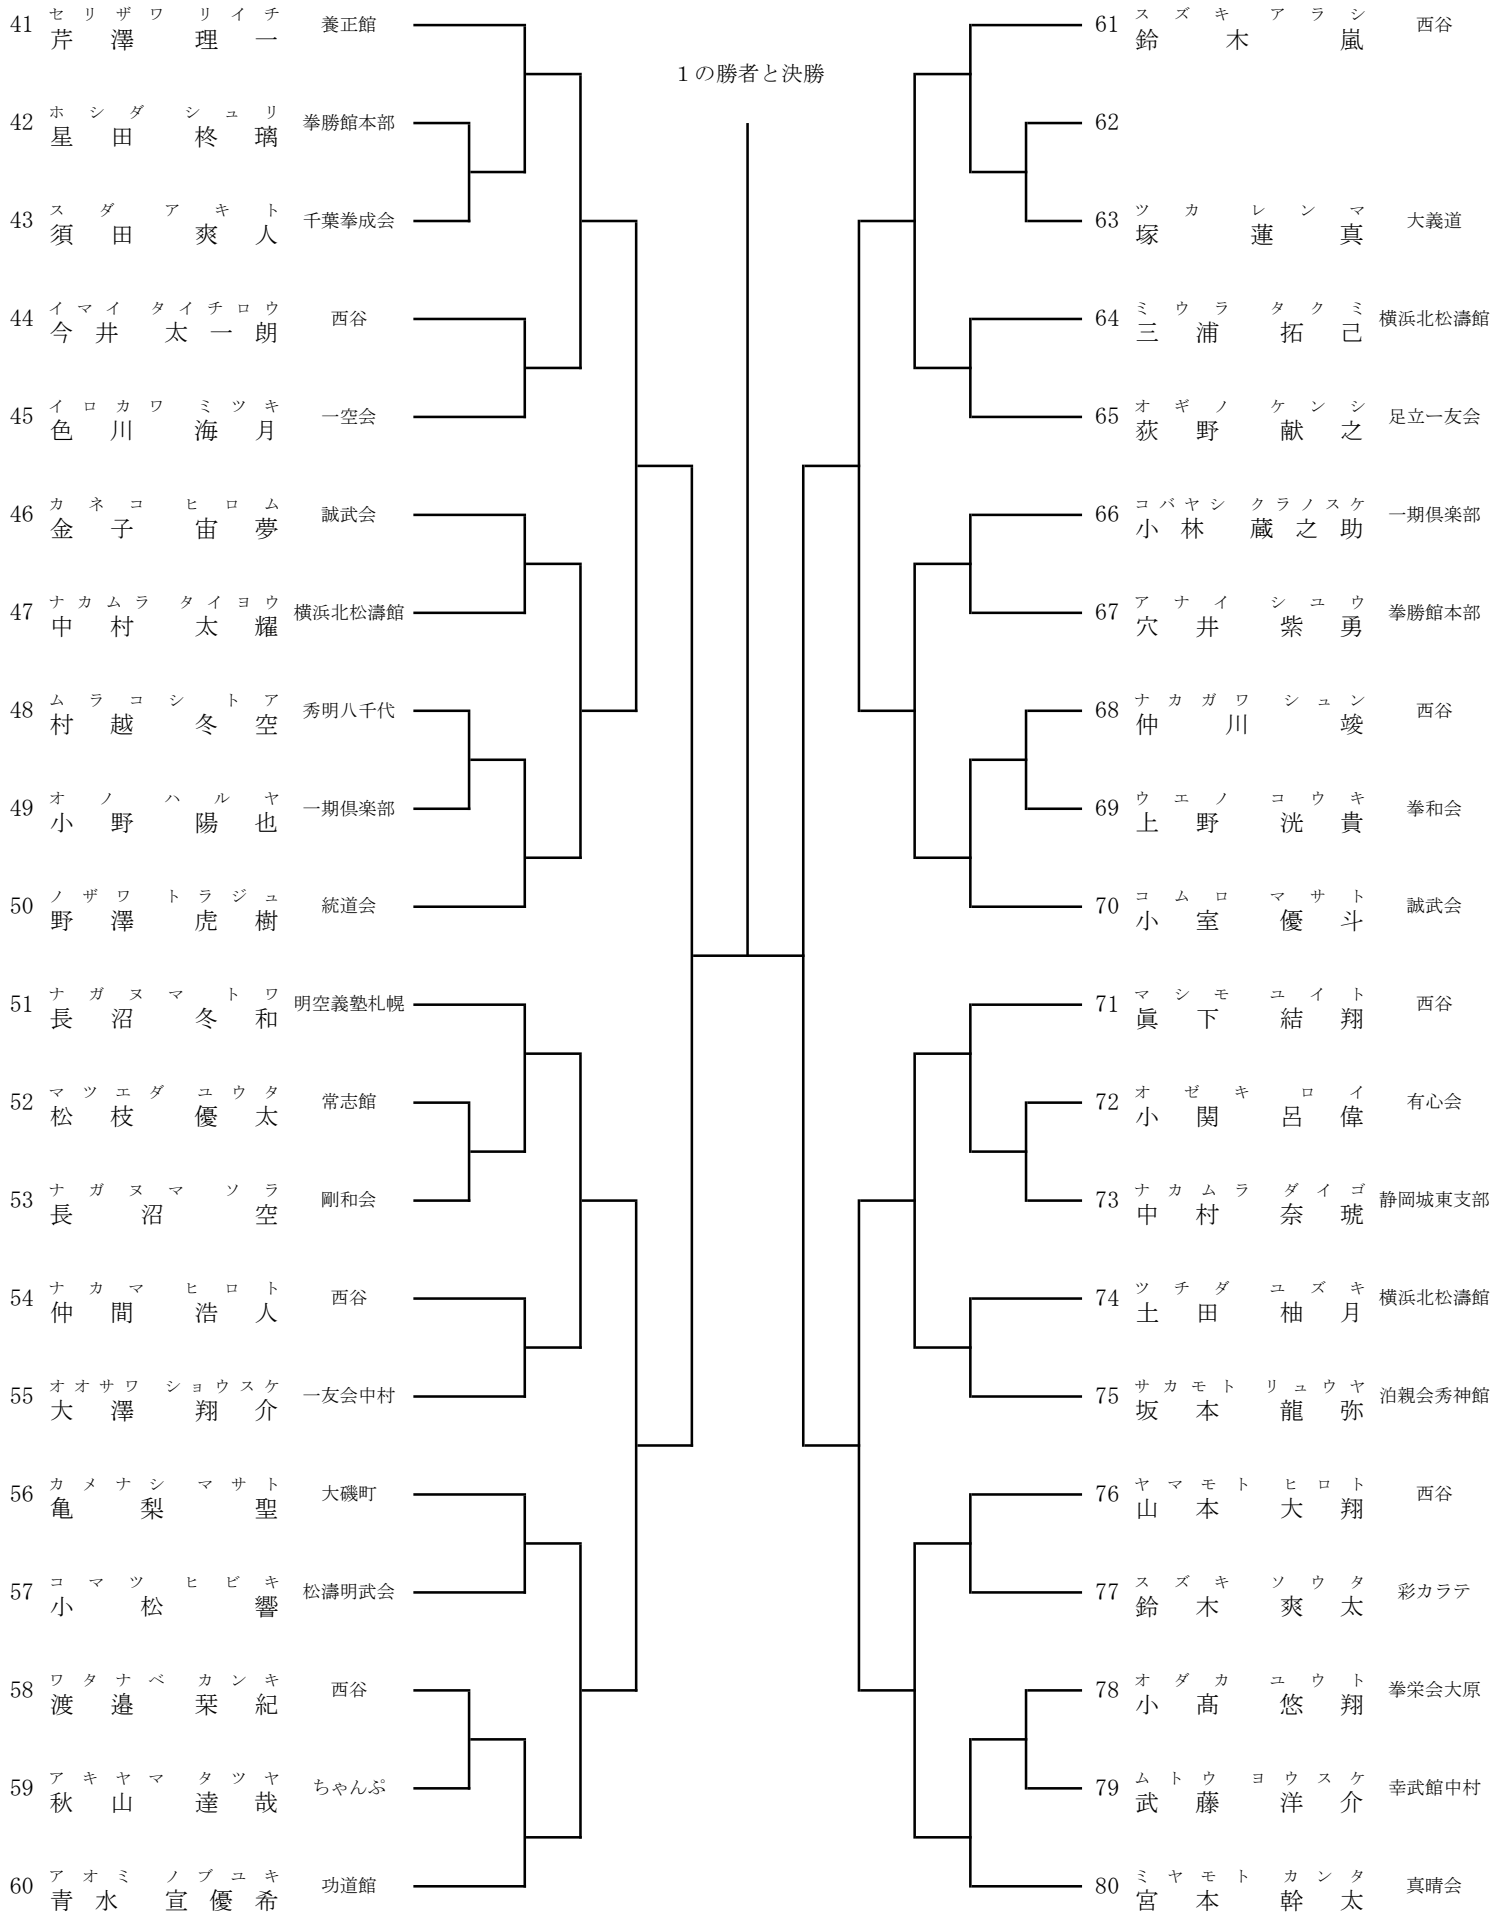 1の勝者と決勝
セリザワ リイチ
41 芹澤 理一 養正館
ホシダ シュリ
42 星田 柊璃 拳勝館本部
スダ アキト
43 須田 爽人 千葉拳成会
イマイ タイチロウ
44 今井 太一朗 西谷
イロカワ ミツキ
45 色川 海月 一空会
カネコ ヒロム
46 金子 宙夢 誠武会
ナカムラ タイヨウ
47 中村 太耀 横浜北松濤館
ムラコシ トア
48 村越 冬空 秀明八千代
オノ ハルヤ
49 小野 陽也 一期倶楽部
ノザワ トラジュ
50 野澤 虎樹 統道会
ナガヌマ トワ
51 長沼 冬和 明空義塾札幌
マツエダ ユウタ
52 松枝 優太 常志館
ナガヌマ ソラ
53 長沼 空 剛和会
ナカマ ヒロト
54 仲間 浩人 西谷
オオサワ ショウスケ
55 大澤 翔介 一友会中村
カメナシ マサト
56 亀梨 聖 大磯町
コマツ ヒビキ
57 小松 響 松濤明武会
ワタナベ カンキ
58 渡邉 栞紀 西谷
アキヤマ タツヤ
59 秋山 達哉 ちゃんぷ
アオミ ノブユキ
60 青水 宣優希 功道館
スズキ アラシ
61 鈴木 嵐 西谷
62
ツカ レンマ
63 塚 蓮真 大義道
ミウラ タクミ
64 三浦 拓己 横浜北松濤館
オギノ ケンシ
65 荻野 献之 足立一友会
コバヤシ クラノスケ
66 小林 蔵之助 一期倶楽部
アナイ シユウ
67 穴井 紫勇 拳勝館本部
ナカガワ シュン
68 仲川 竣 西谷
ウエノ コウキ
69 上野 洸貴 拳和会
コムロ マサト
70 小室 優斗 誠武会
マシモ ユイト
71 眞下 結翔 西谷
オゼキ ロイ
72 小関 呂偉 有心会
ナカムラ ダイゴ
73 中村 奈琥 静岡城東支部
ツチダ ユズキ
74 土田 柚月 横浜北松濤館
サカモト リュウヤ
75 坂本 龍弥 泊親会秀神館
ヤマモト ヒロト
76 山本 大翔 西谷
スズキ ソウタ
77 鈴木 爽太 彩カラテ
オダカ ユウト
78 小髙 悠翔 拳栄会大原
ムトウ ヨウスケ
79 武藤 洋介 幸武館中村
ミヤモト カンタ
80 宮本 幹太 真晴会